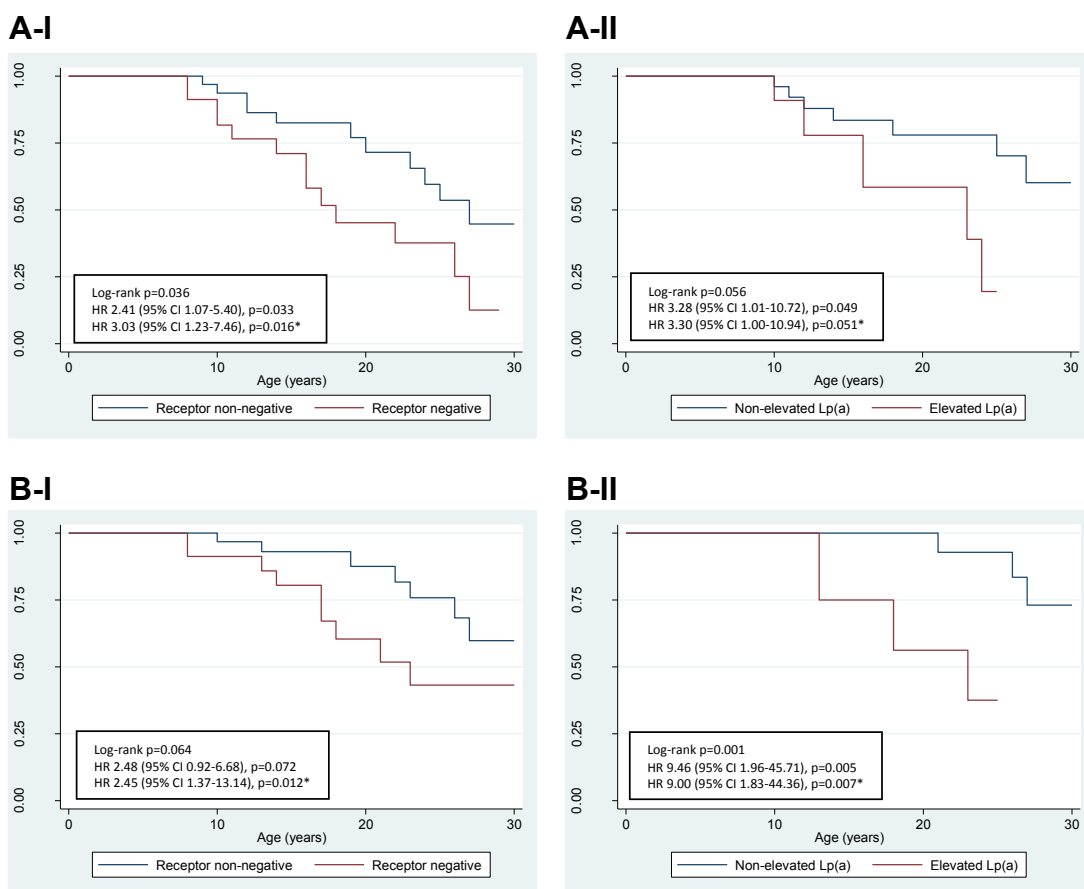 A-I
1.00
0.75
0.50
0.25
0.00
Log-rank p=0.036
HR 2.41 (95% CI 1.07-5.40), p=0.033
HR 3.03 (95% CI 1.23-7.46), p=0.016*
0 10 20 30
Age (years)
Receptor non-negative Receptor negative
A-II
1.00
0.75
0.50
0.25
0.00
Log-rank p=0.056
HR 3.28 (95% CI 1.01-10.72), p=0.049
HR 3.30 (95% CI 1.00-10.94), p=0.051*
0 10 20 30
Age (years)
Non-elevated Lp(a) Elevated Lp(a)
B-I
1.00
0.75
0.50
0.25
0.00
Log-rank p=0.064
HR 2.48 (95% CI 0.92-6.68), p=0.072
HR 2.45 (95% CI 1.37-13.14), p=0.012*
0 10 20 30
Age (years)
Receptor non-negative Receptor negative
B-II
1.00
0.75
0.50
0.25
0.00
Log-rank p=0.001
HR 9.46 (95% CI 1.96-45.71), p=0.005
HR 9.00 (95% CI 1.83-44.36), p=0.007*
0 10 20 30
Age (years)
Non-elevated Lp(a) Elevated Lp(a)